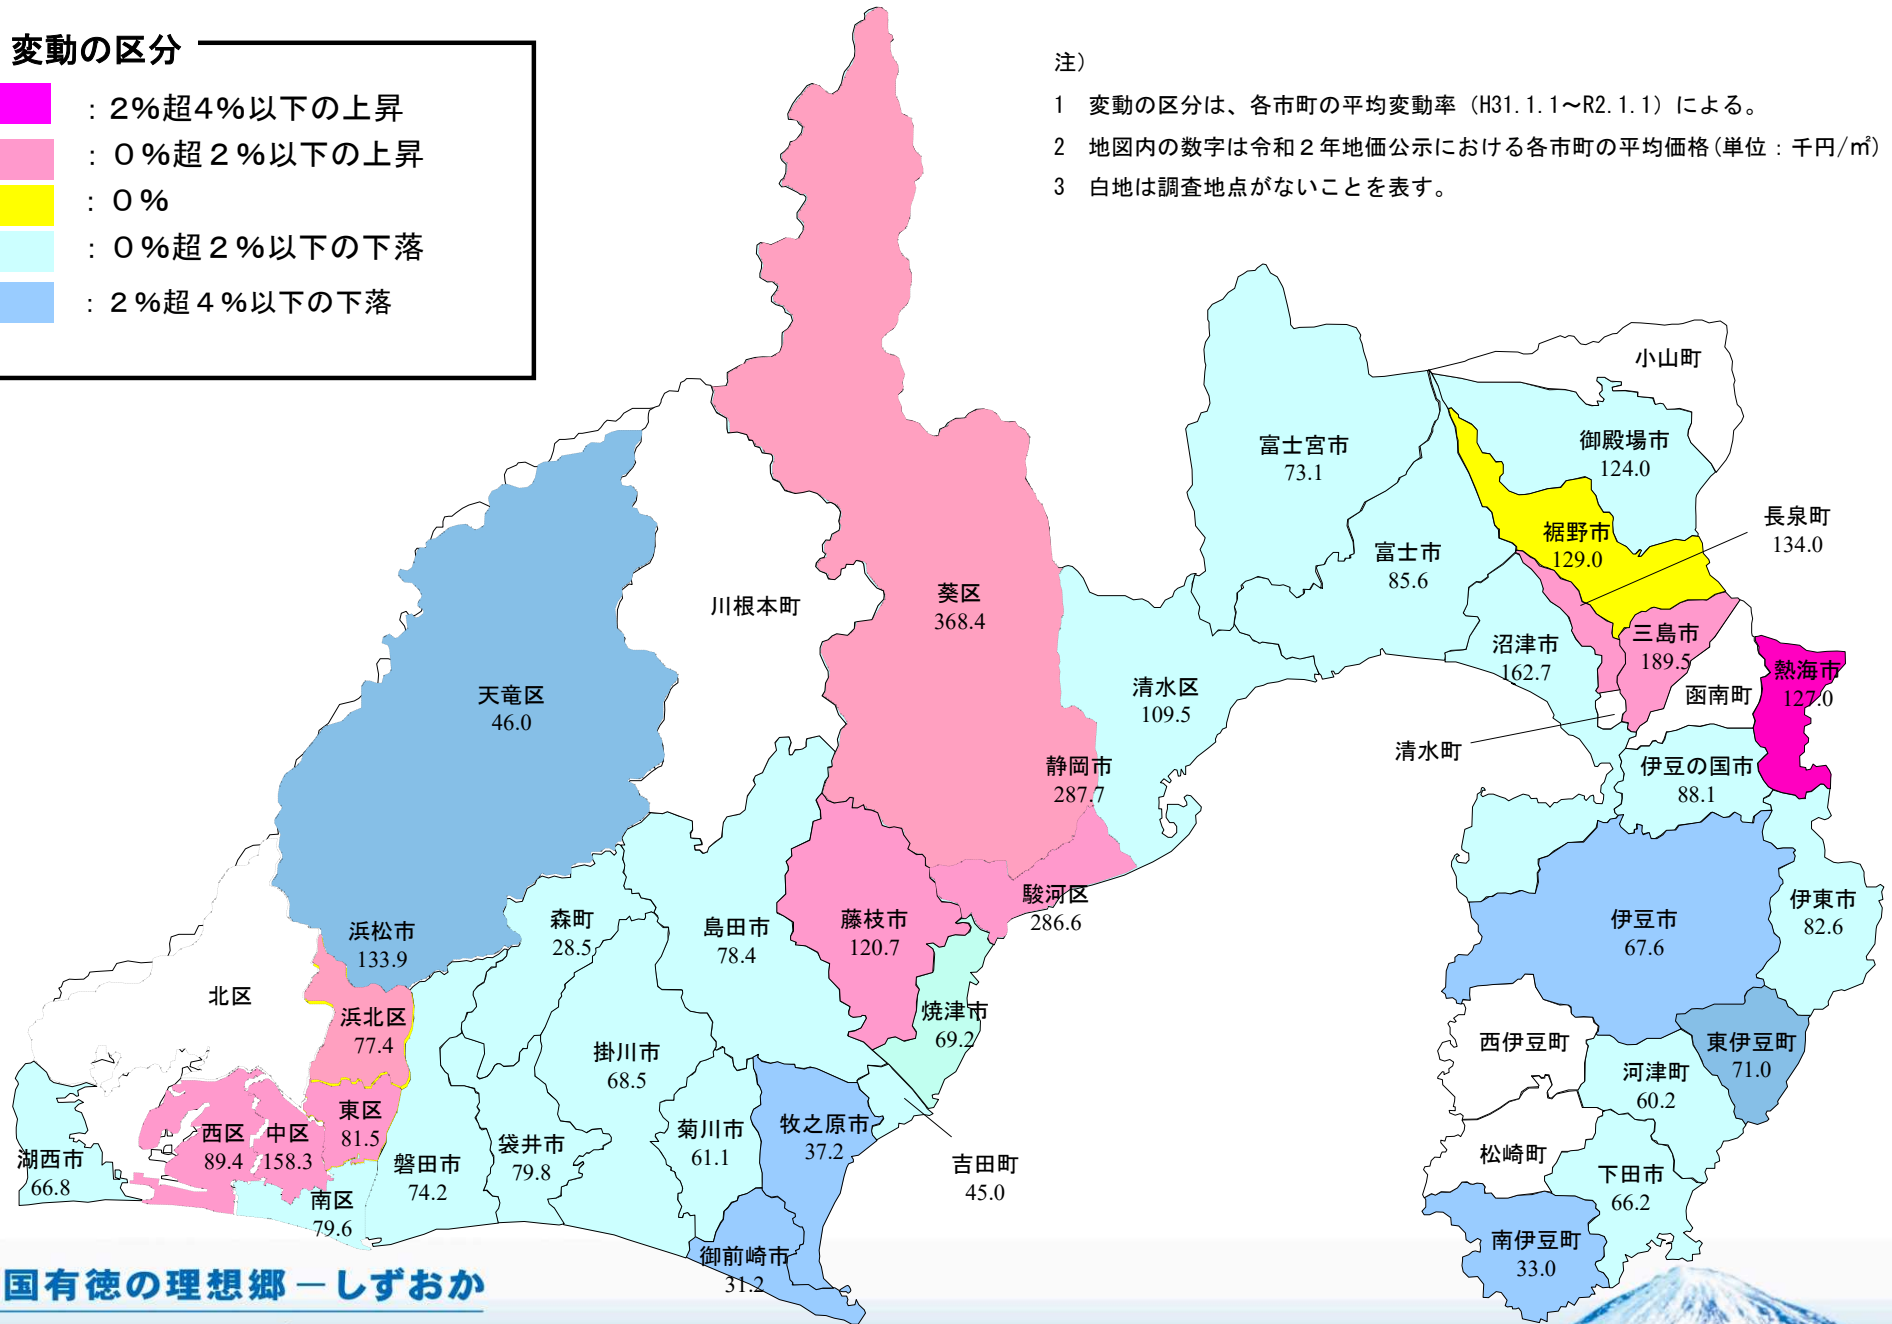 変動の区分
：２%超４%以下の上昇
：０%超２%以下の上昇
：０%
：０%超２%以下の下落
：２%超４%以下の下落
注）
1　変動の区分は、各市町の平均変動率（H31.1.1～R2.1.1）による。
2　地図内の数字は令和２年地価公示における各市町の平均価格(単位：千円/㎡)
3　白地は調査地点がないことを表す。
小山町
御殿場市
124.0
富士宮市
73.1
裾野市
129.0
長泉町
134.0
富士市
85.6
葵区
368.4
川根本町
三島市
189.5
沼津市
162.7
熱海市
127.0
函南町
清水区
109.5
天竜区
46.0
清水町
静岡市
287.7
伊豆の国市
88.1
駿河区
286.6
伊東市
82.6
伊豆市
67.6
森町
28.5
島田市
78.4
藤枝市
120.7
浜松市
133.9
北区
浜北区
77.4
焼津市
69.2
掛川市
68.5
西伊豆町
東伊豆町
71.0
河津町
60.2
東区
81.5
西区
89.4
中区
158.3
湖西市
66.8
菊川市
61.1
牧之原市
37.2
袋井市
79.8
磐田市
74.2
吉田町
45.0
松崎町
下田市
66.2
南区
79.6
御前崎市
31.2
南伊豆町
33.0
国有徳の理想郷－しずおか